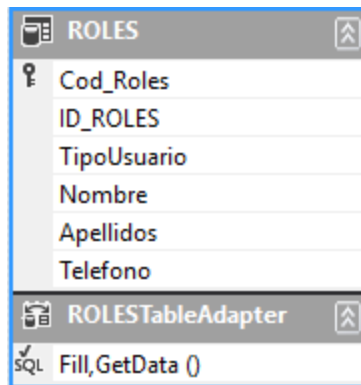 ROLES
Cod_Roles
ID_ROLES
TipoUsuario
Nombre
Apellidos
Telefono
ROLESTableAdapter
SQL Fill,GetData ()